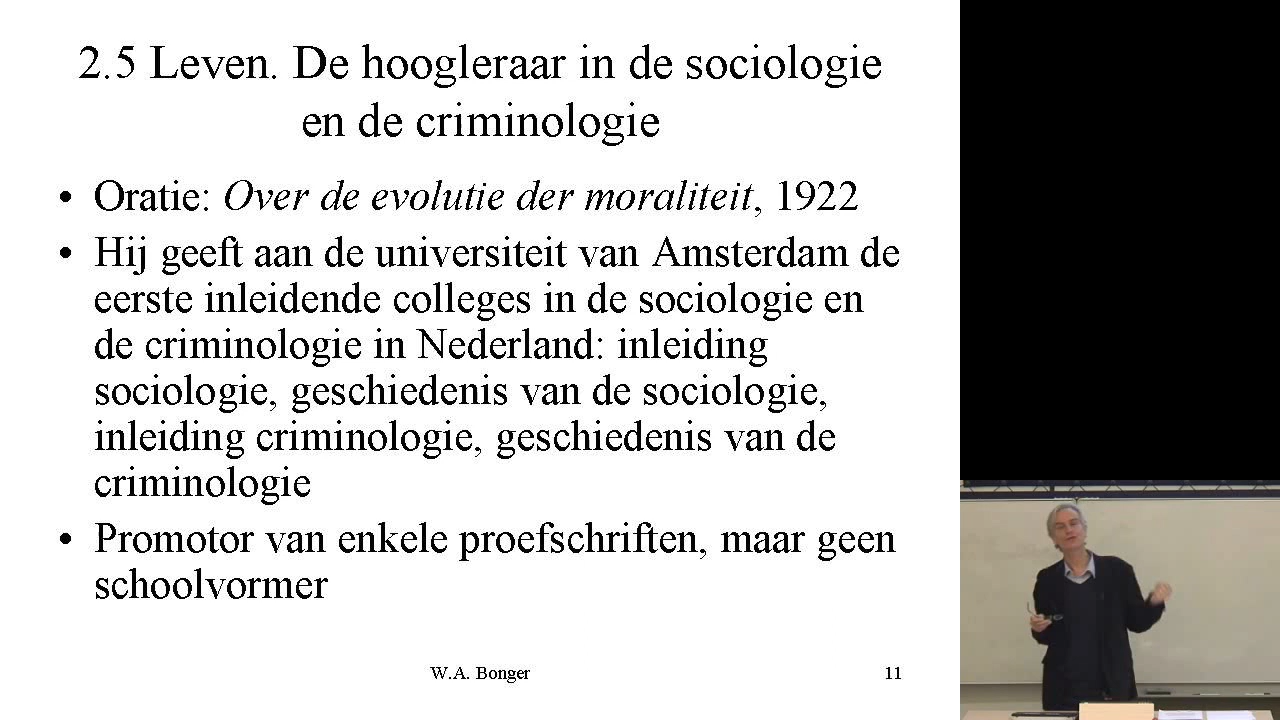 2.5 Leven. De hoogleraar in de sociologie
en de criminologie
• Oratie: Over de evolutie der moraliteit, 1922
• Hij geeft aan de universiteit van Amsterdam de
eerste inleidende colleges in de sociologie en
de criminologie in Nederland: inleiding
sociologie, geschiedenis van de sociologie,
inleiding criminologie, geschiedenis van de
criminologie
• Promotor van enkele proefschriften, maar geen
schoolvormer
W.A. Bonger
11